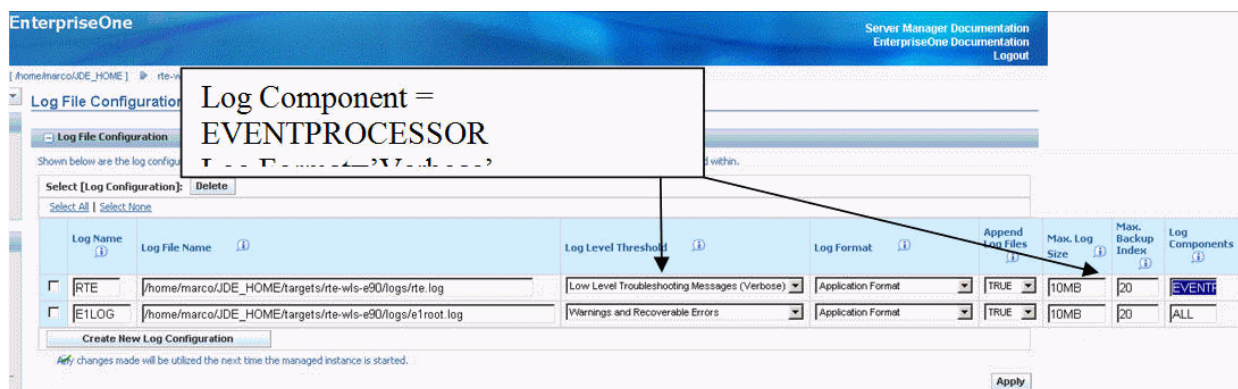 EnterpriseOne
Server Manager Documentation
EnterpriseOne Documentation
Logout
[ /home/marco/JDE_HOME ] rte-w
Log File Configuration
Log Component =
EVENTPROCESSOR
Log Format='Verbose'
Log File Configuration
Shown below are the log configu
d within.
Select [Log Configuration]: Delete
Select All | Select None
Log Name Log File Name Log Level Threshold Log Format Append Log Files Max. Log Size Max. Backup Index Log Components
RTE /home/marco/JDE_HOME/targets/rte-wls-e90/logs/rte.log Low Level Troubleshooting Messages (Verbose) Application Format TRUE 10MB 20 EVENTP
E1LOG /home/marco/JDE_HOME/targets/rte-wls-e90/logs/e1root.log Warnings and Recoverable Errors Application Format TRUE 10MB 20 ALL
Create New Log Configuration
changes made will be utilized the next time the managed instance is started.
Apply